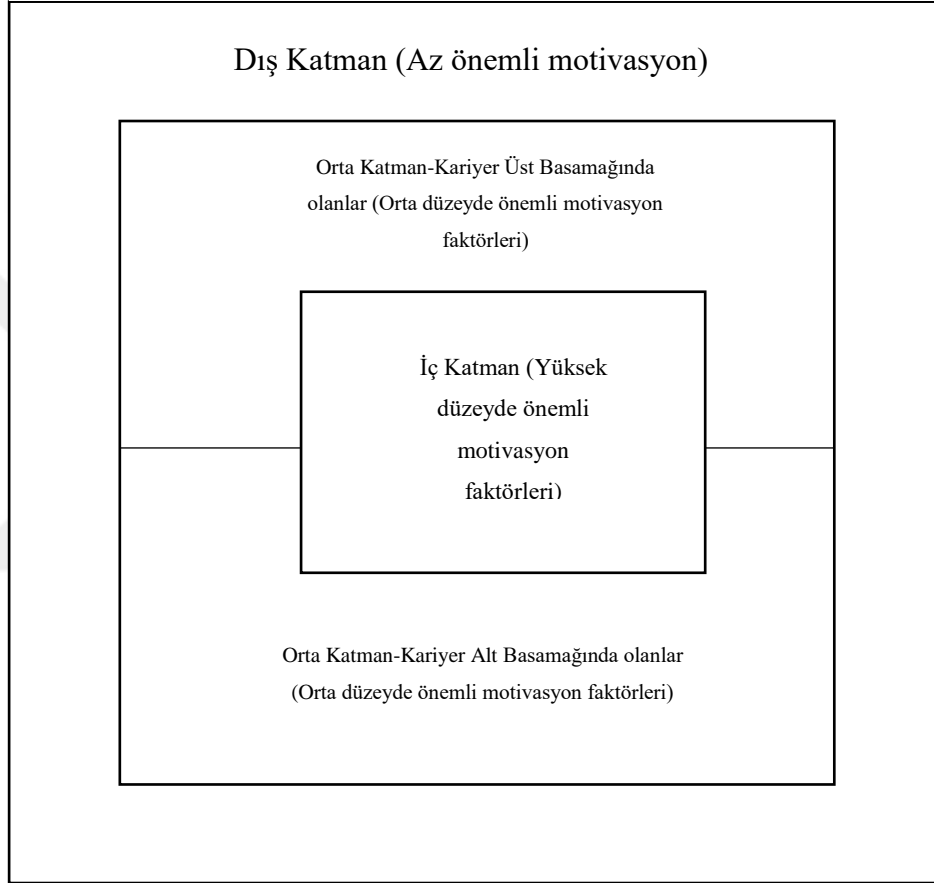 Dış Katman (Az önemli motivasyon)
Orta Katman-Kariyer Üst Basamağında
olanlar (Orta düzeyde önemli motivasyon
faktörleri)
İç Katman (Yüksek
düzeyde önemli
motivasyon
faktörleri)
Orta Katman-Kariyer Alt Basamağında olanlar
(Orta düzeyde önemli motivasyon faktörleri)